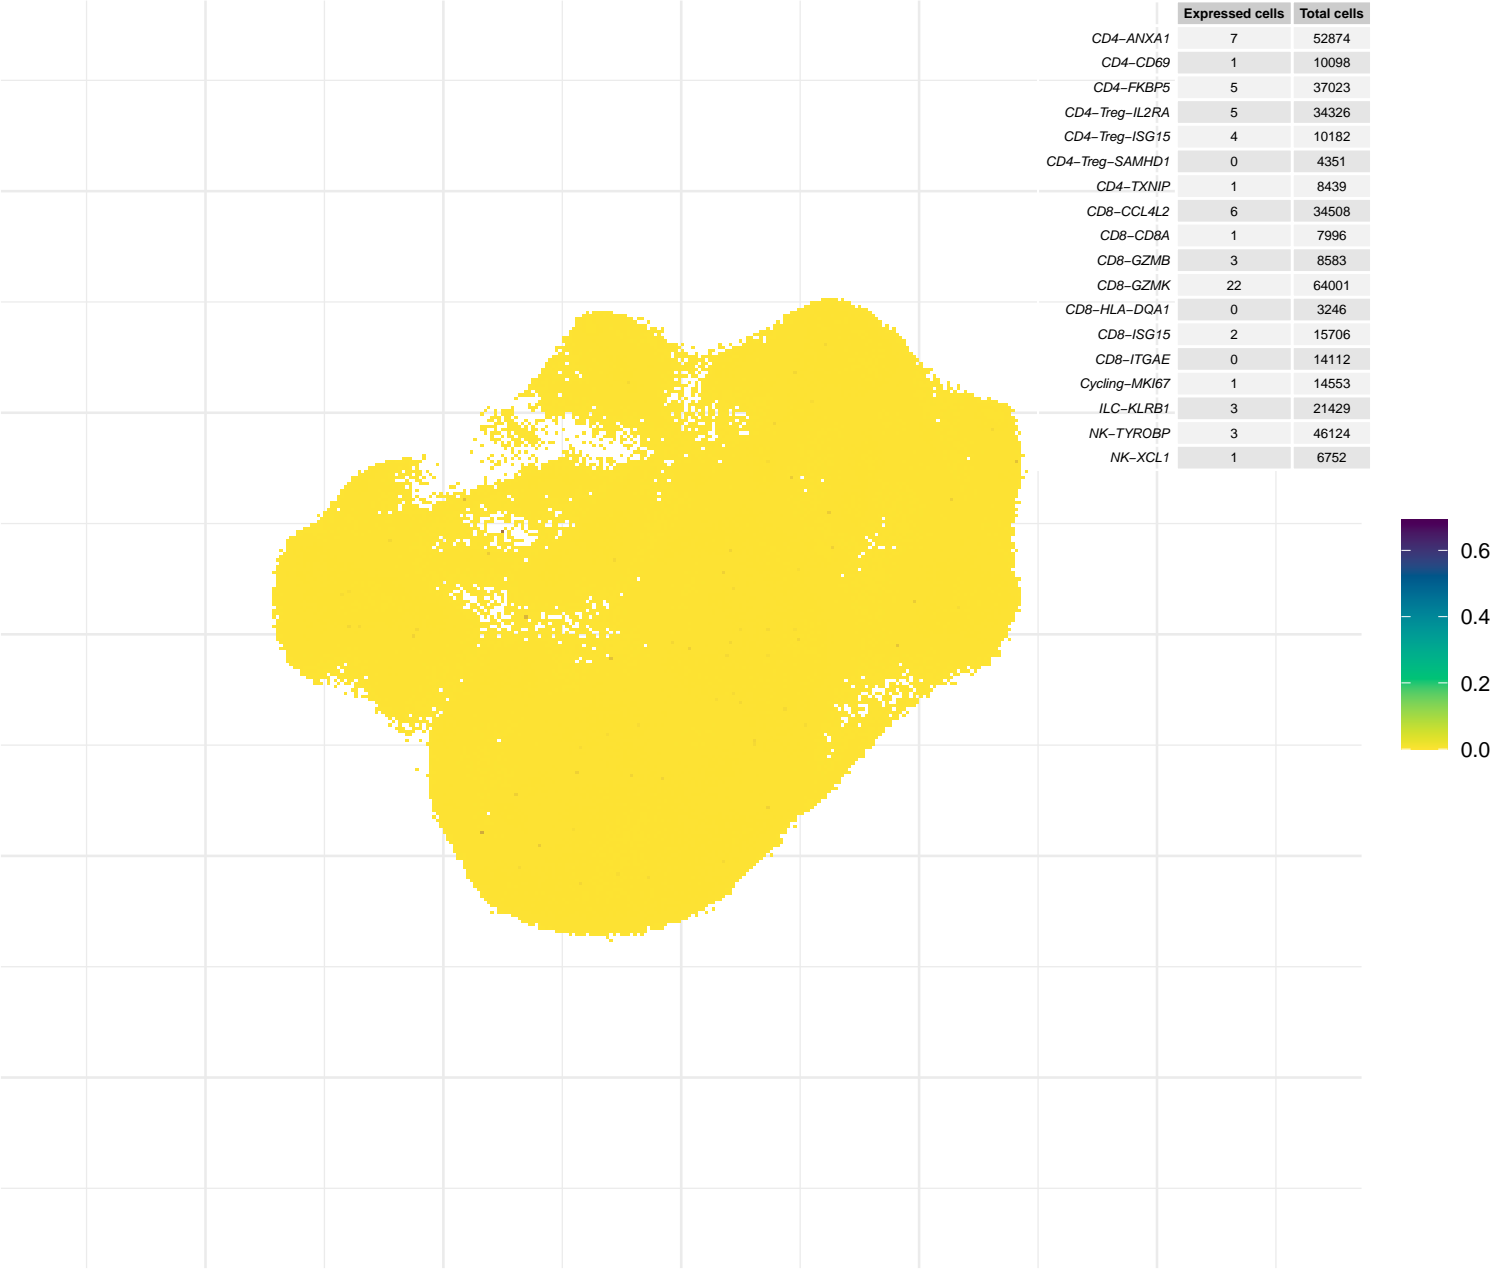 Expressed cells Total cells
CD4−ANXA1 7 52874
CD4−CD69 1 10098
CD4−FKBP5 5 37023
CD4−Treg−IL2RA 5 34326
CD4−Treg−ISG15 4 10182
CD4−Treg−SAMHD1 0 4351
CD4−TXNIP 1 8439
CD8−CCL4L2 6 34508
CD8−CD8A 1 7996
CD8−GZMB 3 8583
CD8−GZMK 22 64001
CD8−HLA−DQA1 0 3246
CD8−ISG15 2 15706
CD8−ITGAE 0 14112
Cycling−MKI67 1 14553
ILC−KLRB1 3 21429
NK−TYROBP 3 46124
NK−XCL1 1 6752
0.6
0.4
0.2
0.0